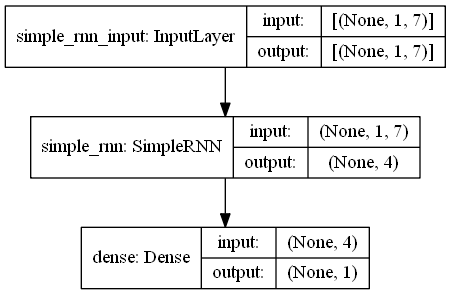 simple_rnn_input: InputLayer
input:
[(None, 1, 7)]
output:
[(None, 1, 7)]
simple_rnn: SimpleRNN
input:
(None, 1, 7)
output:
(None, 4)
dense: Dense
input:
(None, 4)
output:
(None, 1)